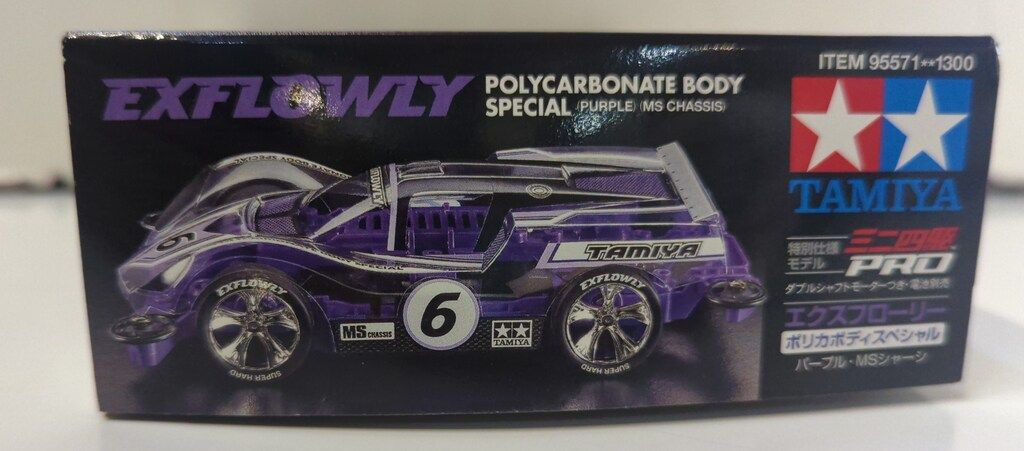 EXFLOWLY
POLYCARBONATE BODY
SPECIAL (PURPLE) (MS CHASSIS)
ITEM 95571**1300
TAMIYA
特別仕様
モデル
ミニ四駆
PRO
ダブルシャフトモーターつき・電池別売
エクスフローリー
ポリカボディスペシャル
パープル・MSシャーシ
EXFLOWLY
6
TAMIYA
EXFLOWLY
SUPER HARD
MS CHASSIS
6
TAMIYA
EXFLOWLY
SUPER HARD